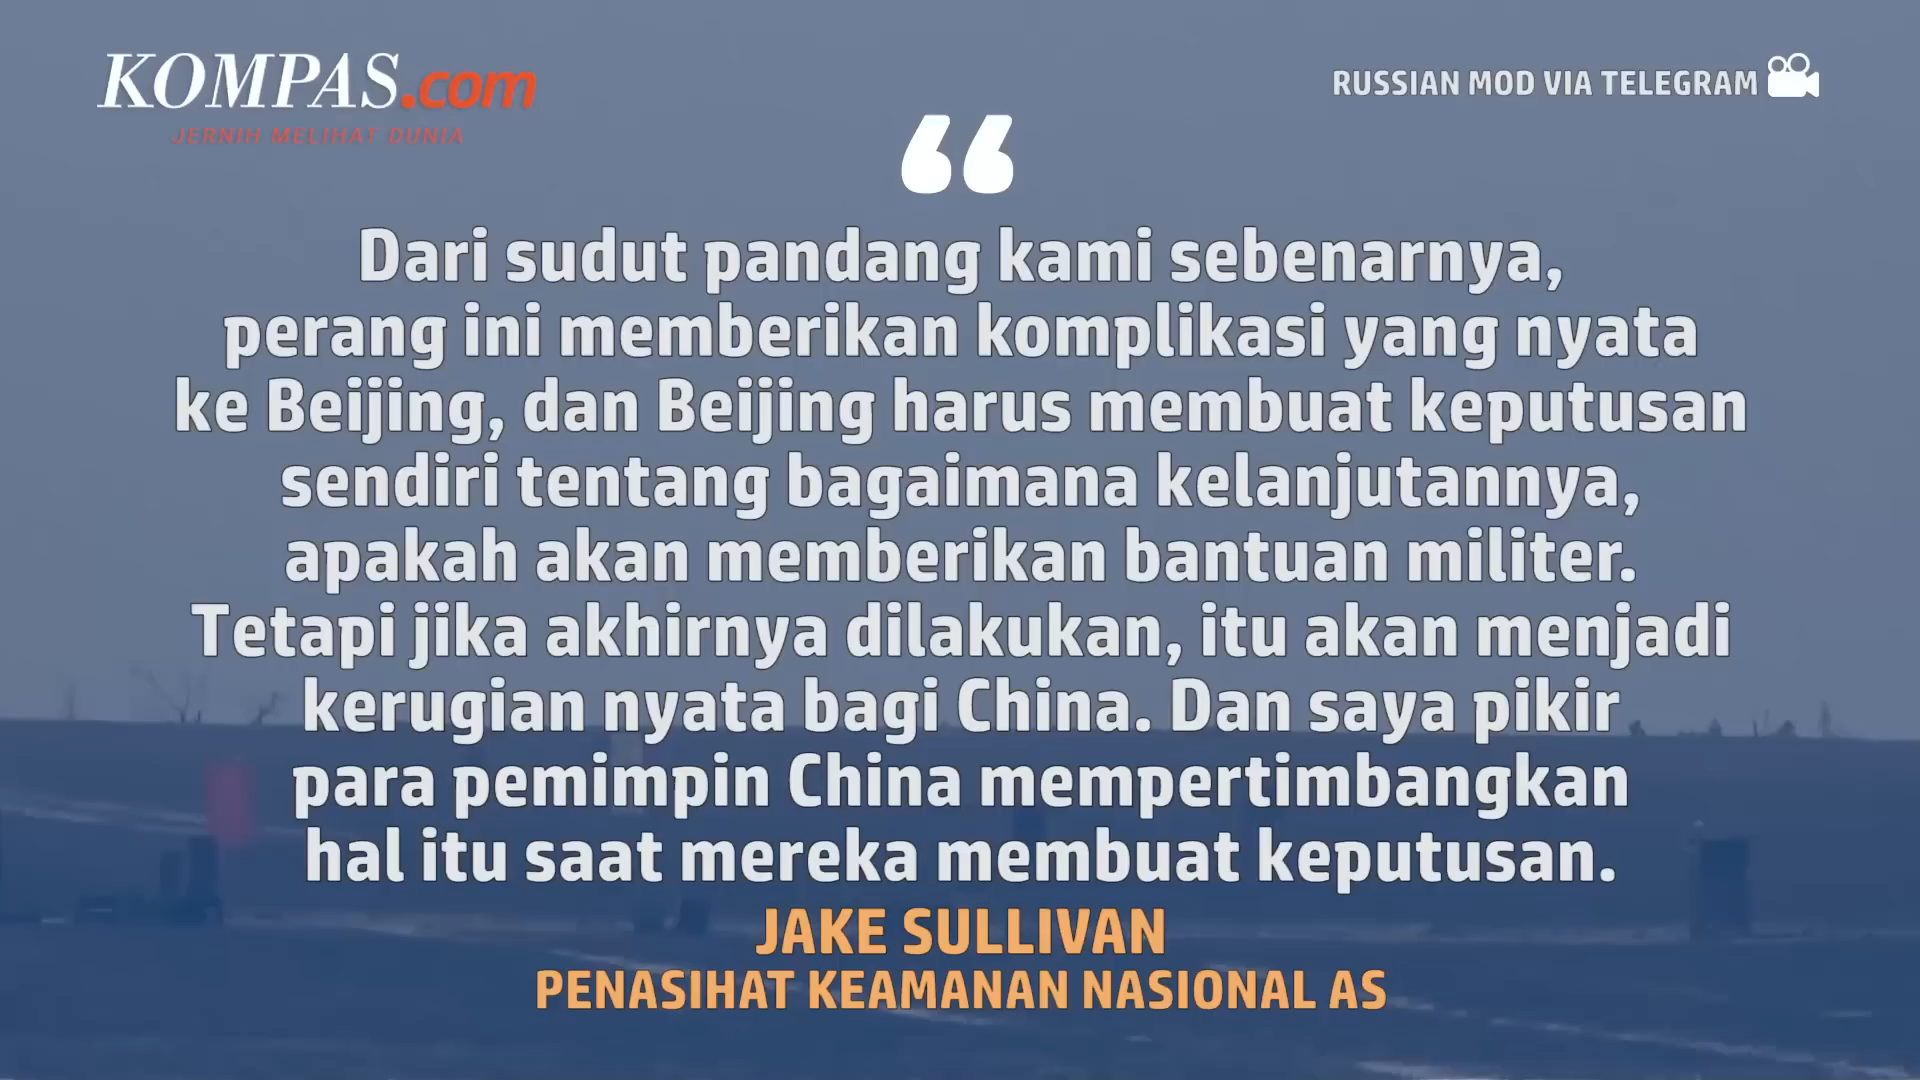 KOMPAS.com
JERNIH MELIHAT DUNIA
RUSSIAN MOD VIA TELEGRAM
“
Dari sudut pandang kami sebenarnya,
perang ini memberikan komplikasi yang nyata
ke Beijing, dan Beijing harus membuat keputusan
sendiri tentang bagaimana kelanjutannya,
apakah akan memberikan bantuan militer.
Tetapi jika akhirnya dilakukan, itu akan menjadi
kerugian nyata bagi China. Dan saya pikir
para pemimpin China mempertimbangkan
hal itu saat mereka membuat keputusan.
JAKE SULLIVAN
PENASIHAT KEAMANAN NASIONAL AS